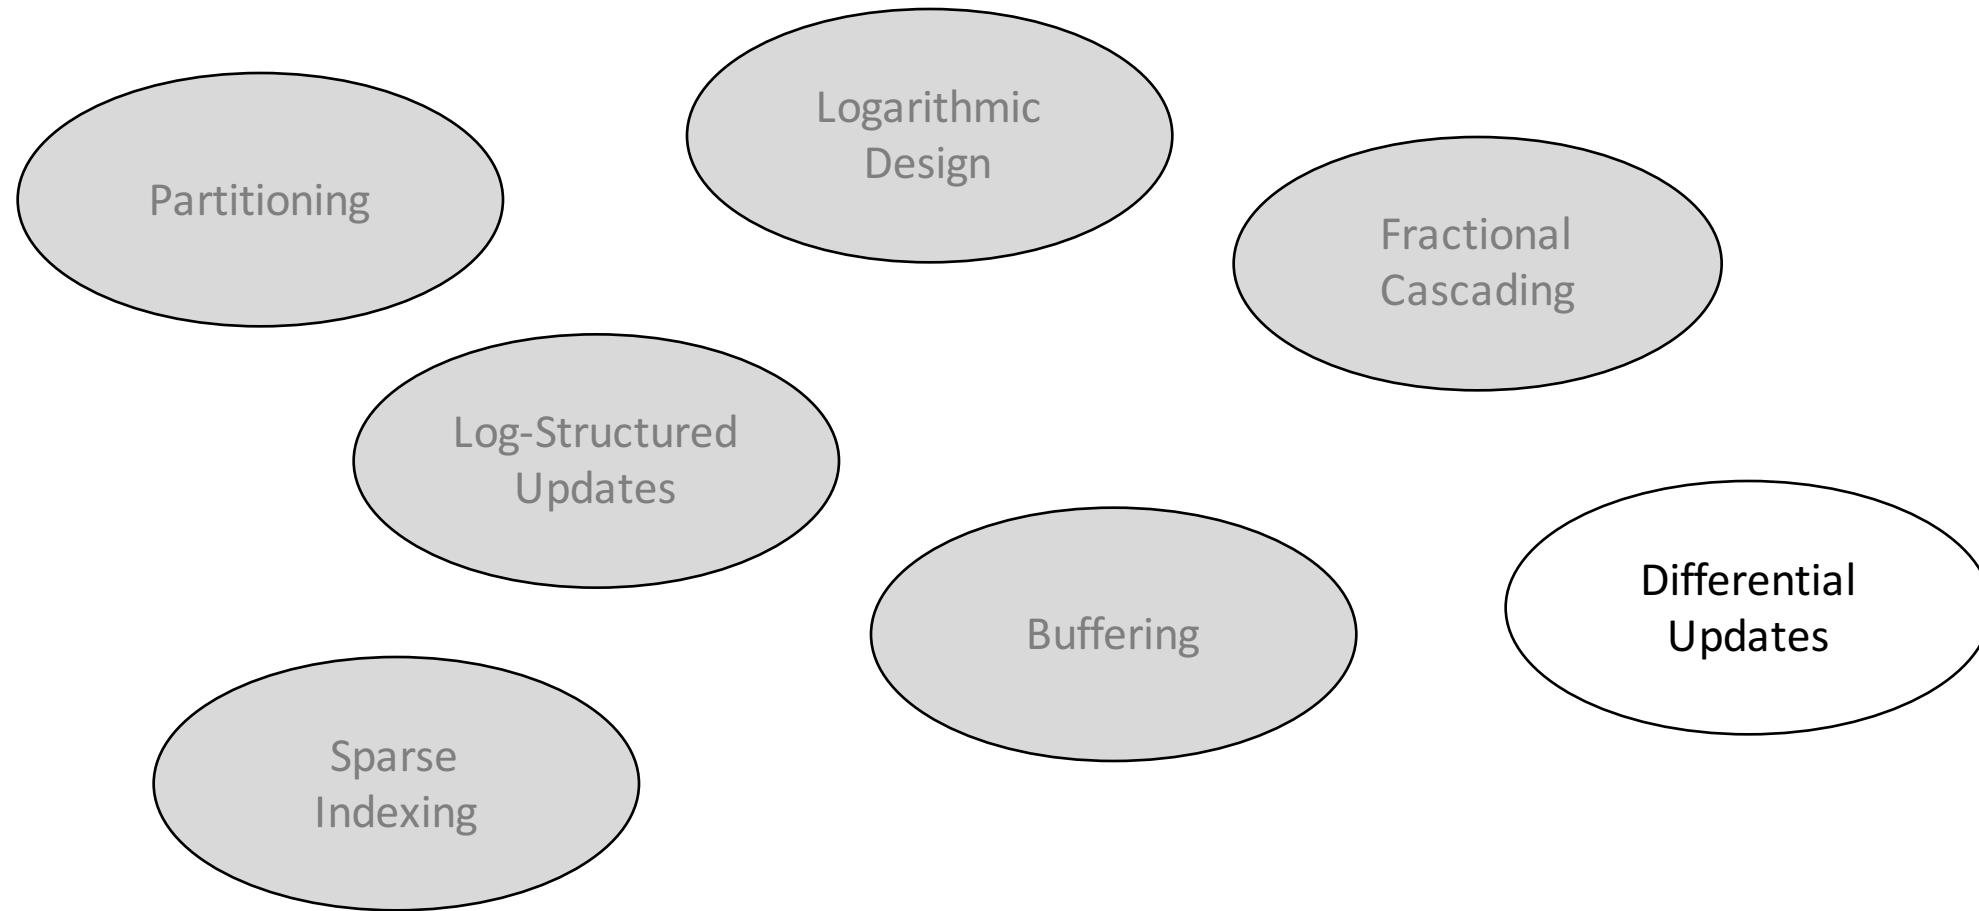 Logarithmic
Design
Partitioning
Fractional
Cascading
Log-Structured
Updates
Differential
Updates
Buffering
Sparse
Indexing